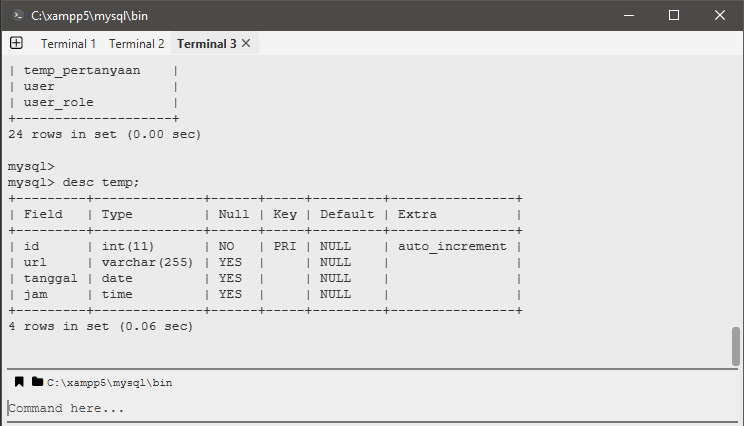 C:\xampp5\mysql\bin
Terminal 1 Terminal 2 Terminal 3
| temp_pertanyaan    |
| user               |
| user_role          |
+--------------------+
24 rows in set (0.00 sec)
mysql>
mysql> desc temp;
+---------+--------------+------+-----+---------+----------------+
| Field   | Type         | Null | Key | Default | Extra          |
+---------+--------------+------+-----+---------+----------------+
| id      | int(11)      | NO   | PRI | NULL    | auto_increment |
| url     | varchar(255) | YES  |     | NULL    |                |
| tanggal | date         | YES  |     | NULL    |                |
| jam     | time         | YES  |     | NULL    |                |
+---------+--------------+------+-----+---------+----------------+
4 rows in set (0.06 sec)
C:\xampp5\mysql\bin
Command here...